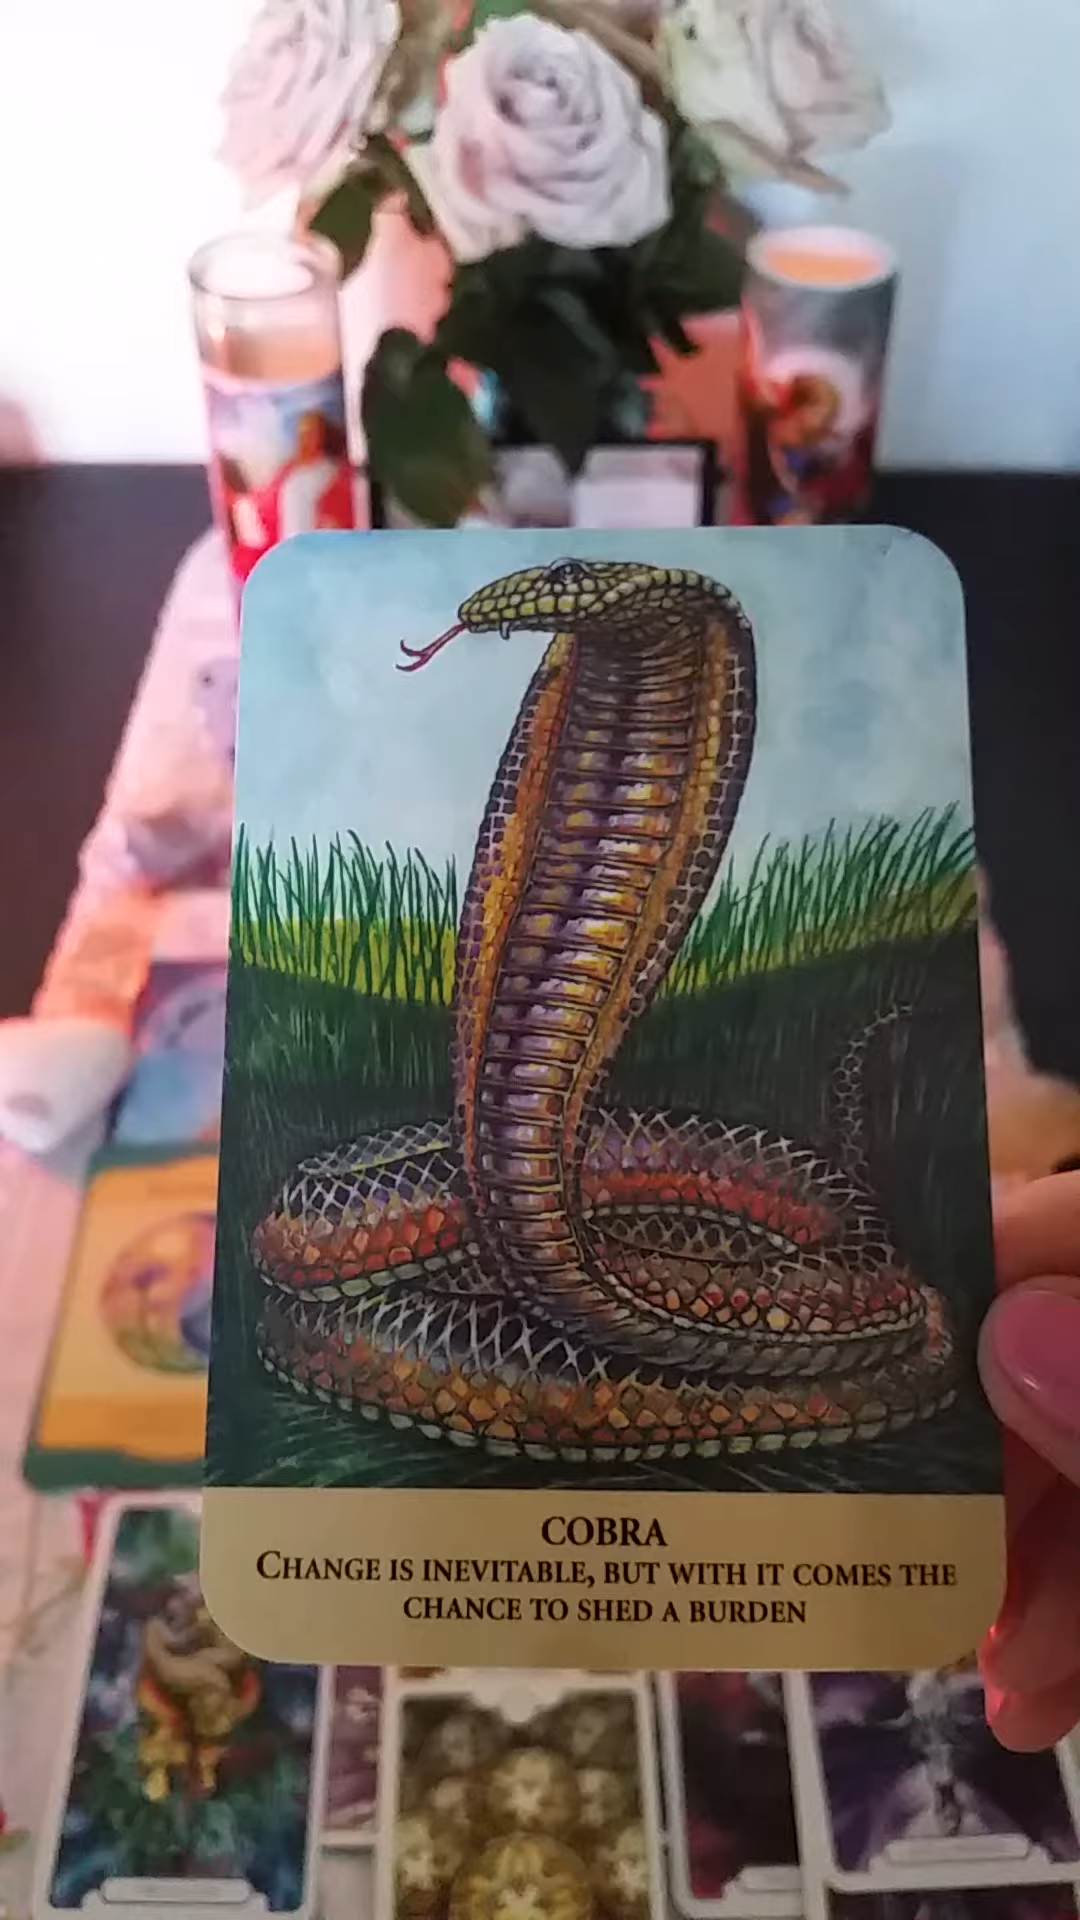 COBRA
CHANGE IS INEVITABLE, BUT WITH IT COMES THE
CHANCE TO SHED A BURDEN